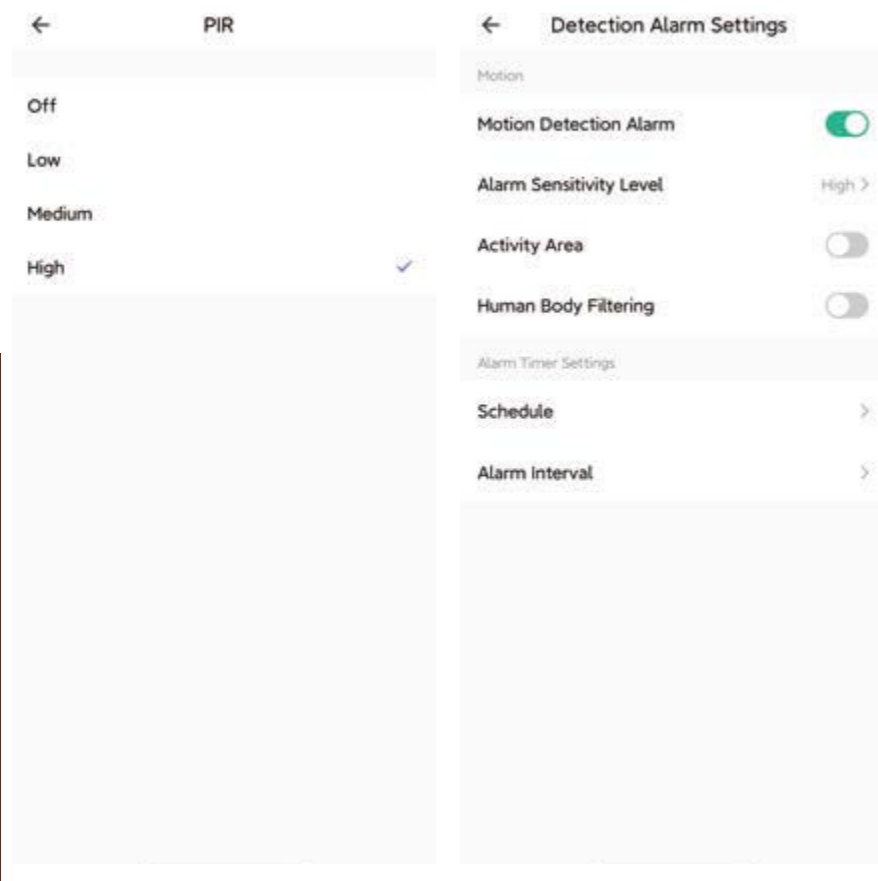 PIR
Off
Low
Medium
High
Detection Alarm Settings
Motion
Motion Detection Alarm
Alarm Sensitivity Level High >
Activity Area
Human Body Filtering
Alarm Timer Settings
Schedule >
Alarm Interval >